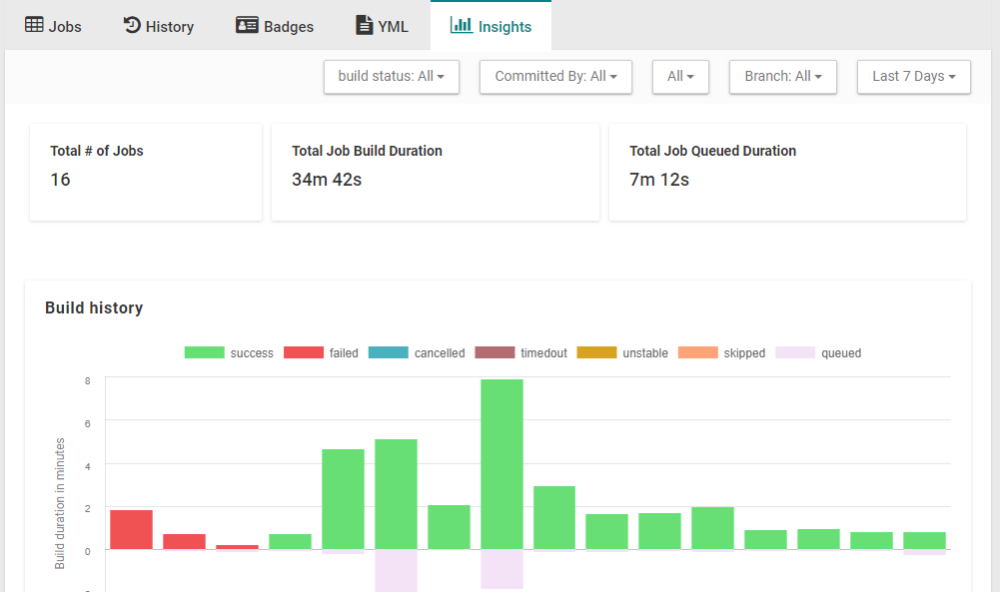 Jobs History Badges YML Insights
build status: All Committed By: All All Branch: All Last 7 Days
Total # of Jobs Total Job Build Duration Total Job Queued Duration
16 34m 42s 7m 12s
Build history
success failed cancelled timedout unstable skipped queued
Build duration in minutes
8
6
4
2
0